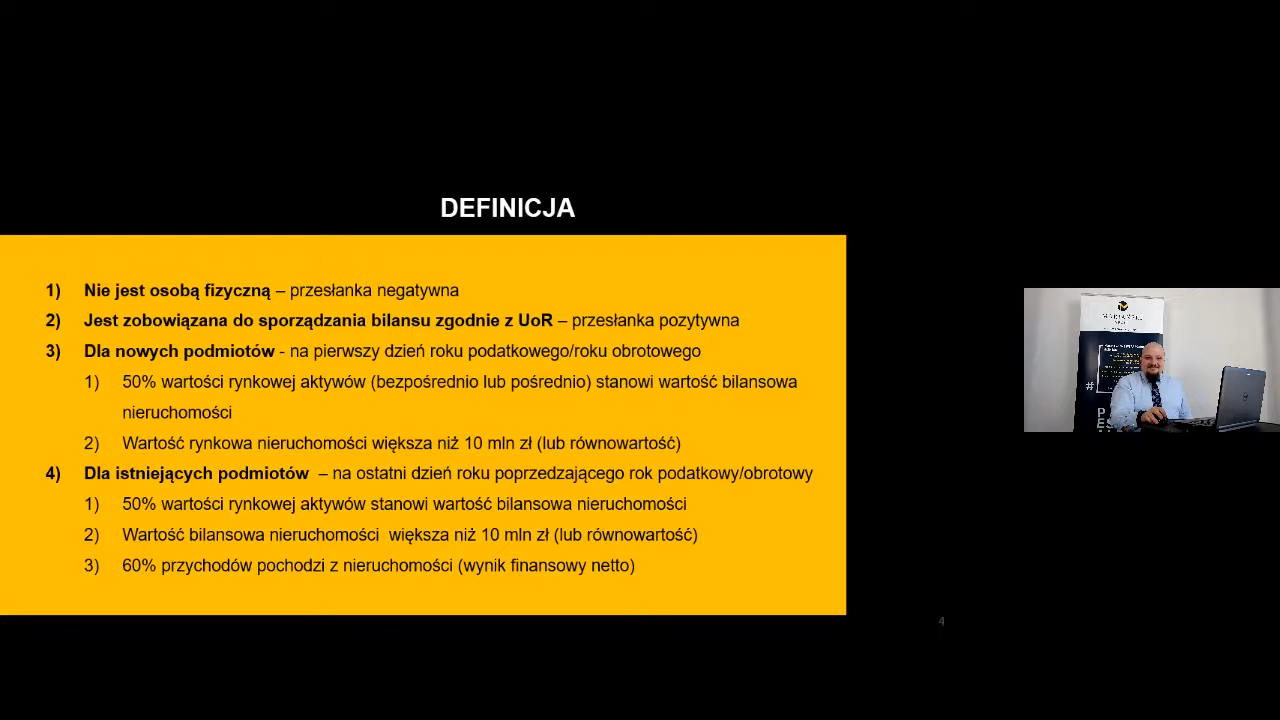 DEFINICJA
1) Nie jest osobą fizyczną – przesłanka negatywna
2) Jest zobowiązana do sporządzania bilansu zgodnie z UoR – przesłanka pozytywna
3) Dla nowych podmiotów - na pierwszy dzień roku podatkowego/roku obrotowego
1) 50% wartości rynkowej aktywów (bezpośrednio lub pośrednio) stanowi wartość bilansowa
nieruchomości
2) Wartość rynkowa nieruchomości większa niż 10 mln zł (lub równowartość)
4) Dla istniejących podmiotów – na ostatni dzień roku poprzedzającego rok podatkowy/obrotowy
1) 50% wartości rynkowej aktywów stanowi wartość bilansowa nieruchomości
2) Wartość bilansowa nieruchomości większa niż 10 mln zł (lub równowartość)
3) 60% przychodów pochodzi z nieruchomości (wynik finansowy netto)
4
#